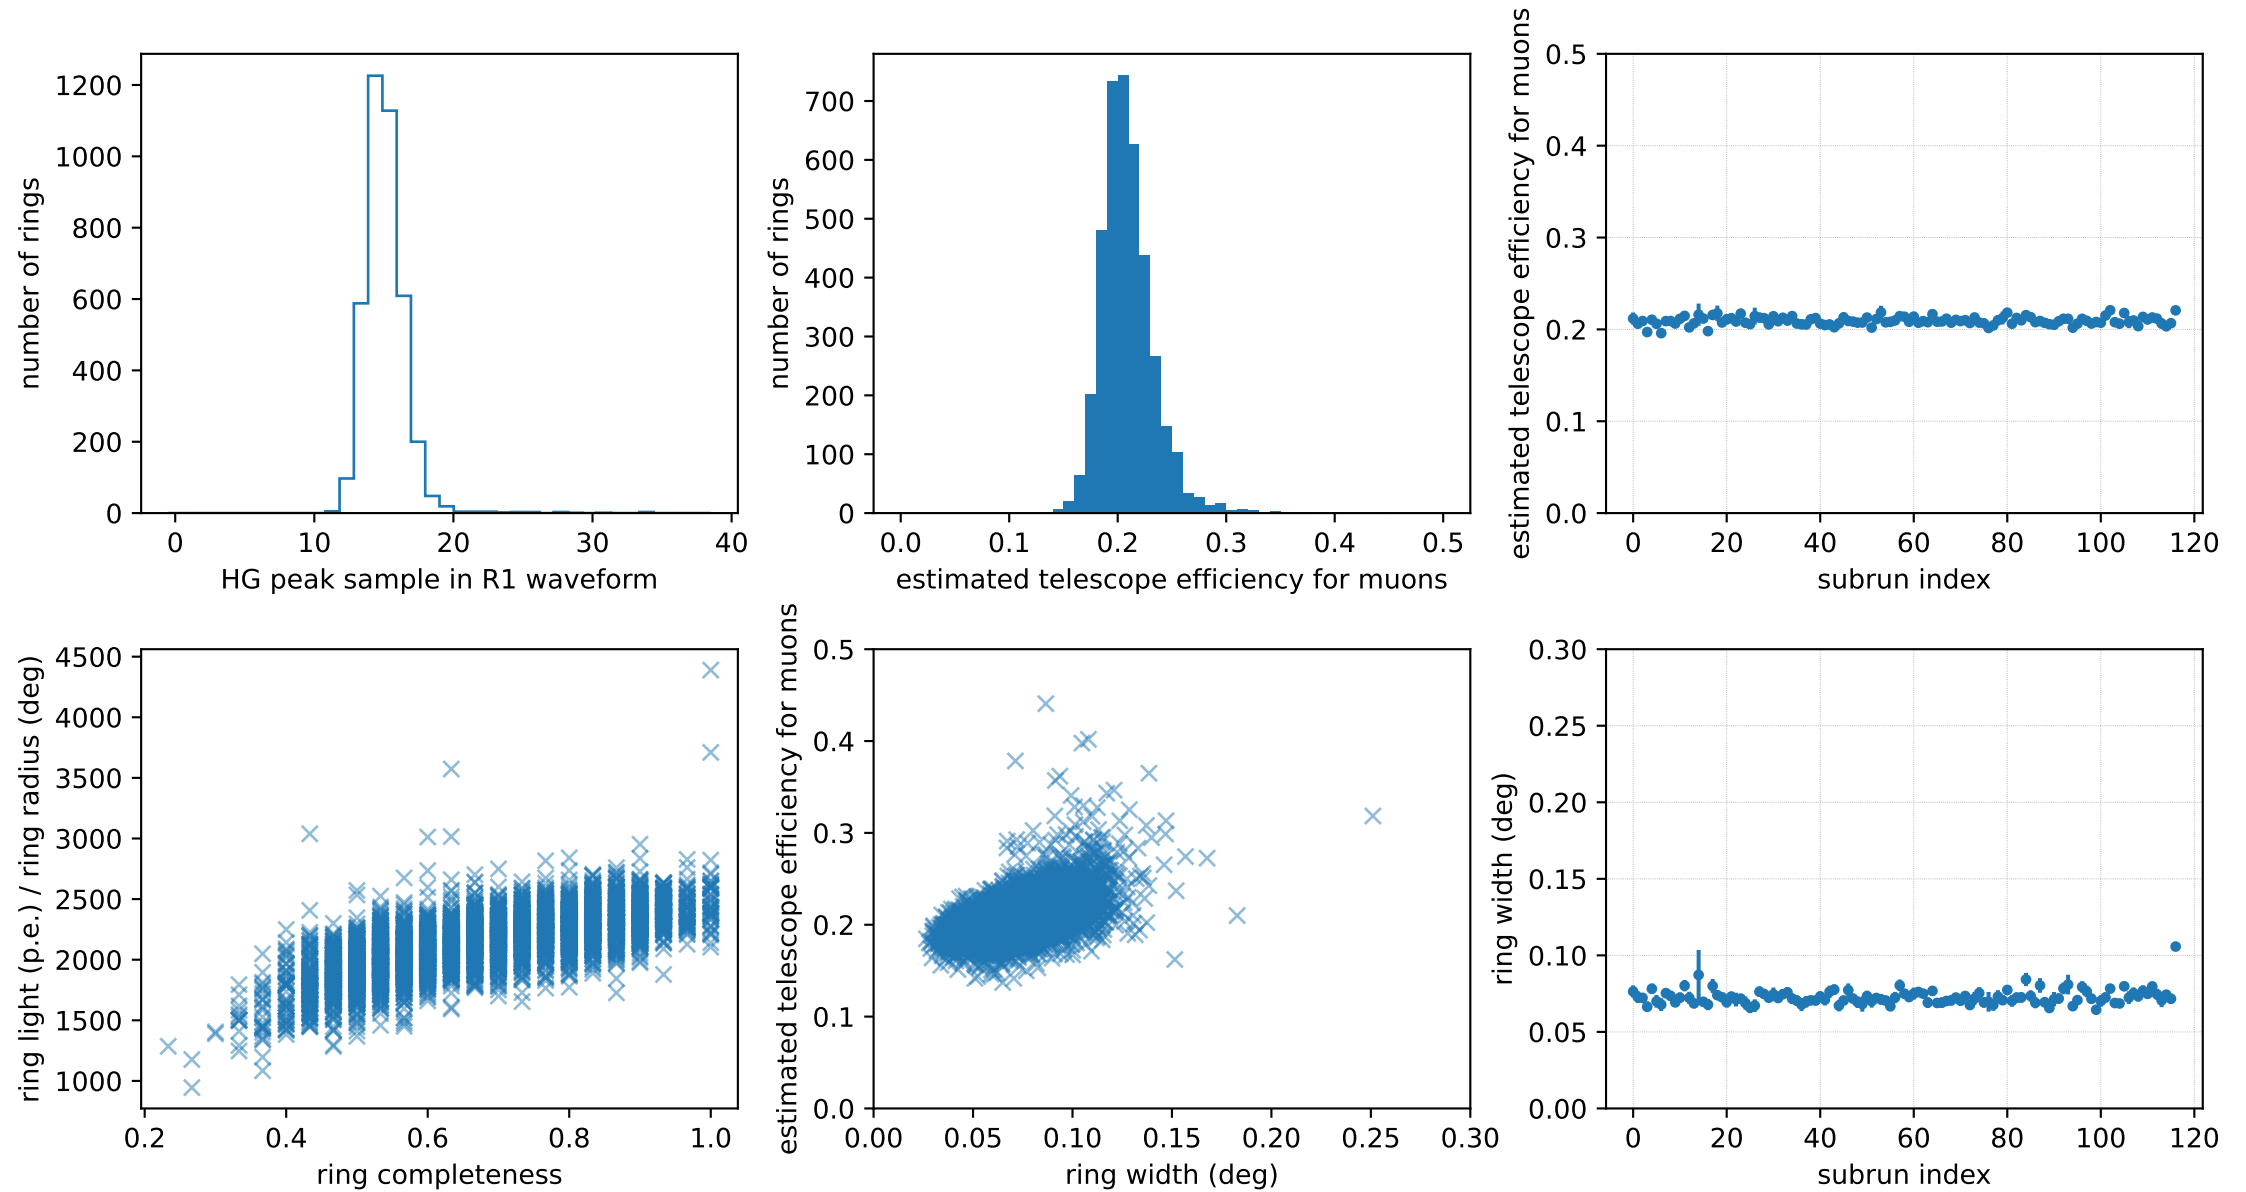 number of rings
1200
1000
800
600
400
200
0
0 10 20 30 40
HG peak sample in R1 waveform
number of rings
700
600
500
400
300
200
100
0
0.0 0.1 0.2 0.3 0.4 0.5
estimated telescope efficiency for muons
estimated telescope efficiency for muons
0.5
0.4
0.3
0.2
0.1
0.0
0 20 40 60 80 100 120
subrun index
ring light (p.e.) / ring radius (deg)
4500
4000
3500
3000
2500
2000
1500
1000
0.2 0.4 0.6 0.8 1.0
ring completeness
estimated telescope efficiency for muons
0.5
0.4
0.3
0.2
0.1
0.0
0.00 0.05 0.10 0.15 0.20 0.25 0.30
ring width (deg)
ring width (deg)
0.30
0.25
0.20
0.15
0.10
0.05
0.00
0 20 40 60 80 100 120
subrun index